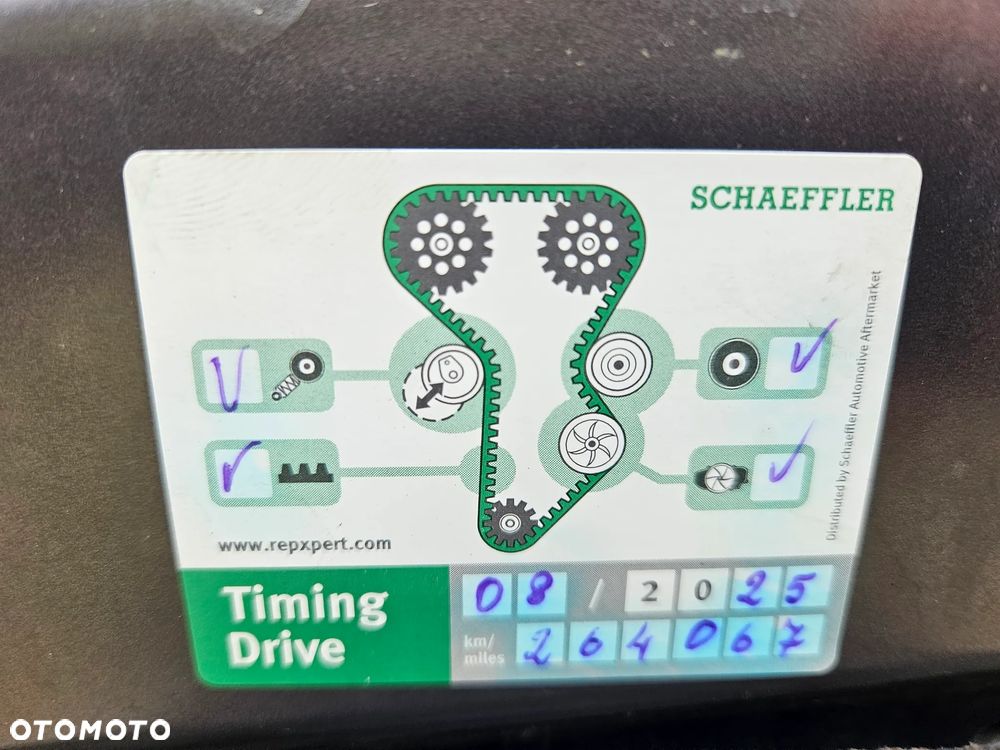 SCHAEFFLER
Distributed by Schaeffler Automotive Aftermarket
www.repxpert.com
Timing
Drive
08 / 2025
km/
miles
264067
OTOMOTO